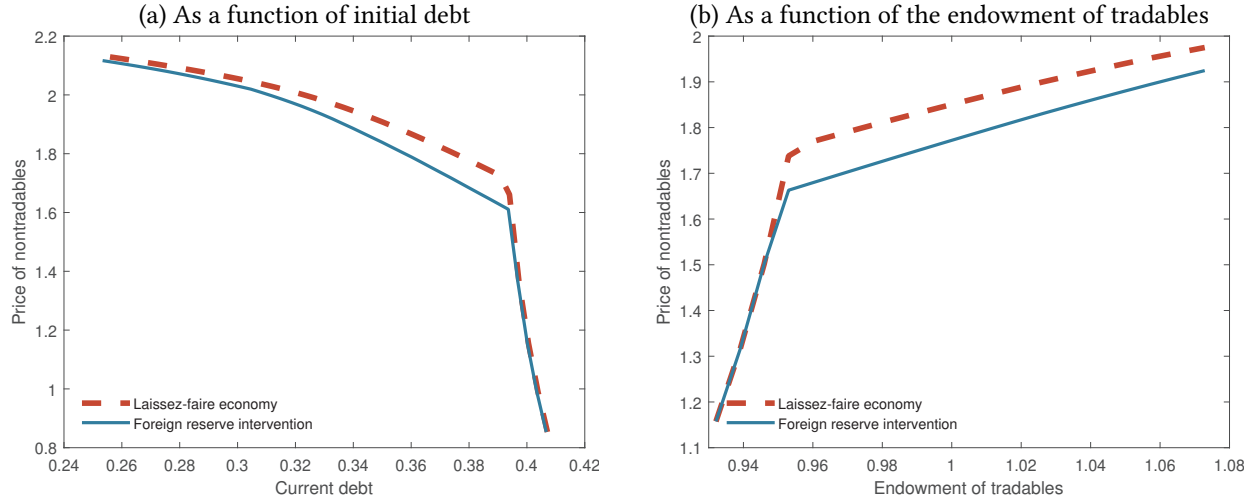 (a) As a function of initial debt
2.2
2
1.8
1.6
1.4
1.2
1
0.8
Price of nontradables
Laissez-faire economy
Foreign reserve intervention
0.24 0.26 0.28 0.3 0.32 0.34 0.36 0.38 0.4 0.42
Current debt
(b) As a function of the endowment of tradables
2
1.9
1.8
1.7
1.6
1.5
1.4
1.3
1.2
1.1
Price of nontradables
Laissez-faire economy
Foreign reserve intervention
0.94 0.96 0.98 1 1.02 1.04 1.06 1.08
Endowment of tradables